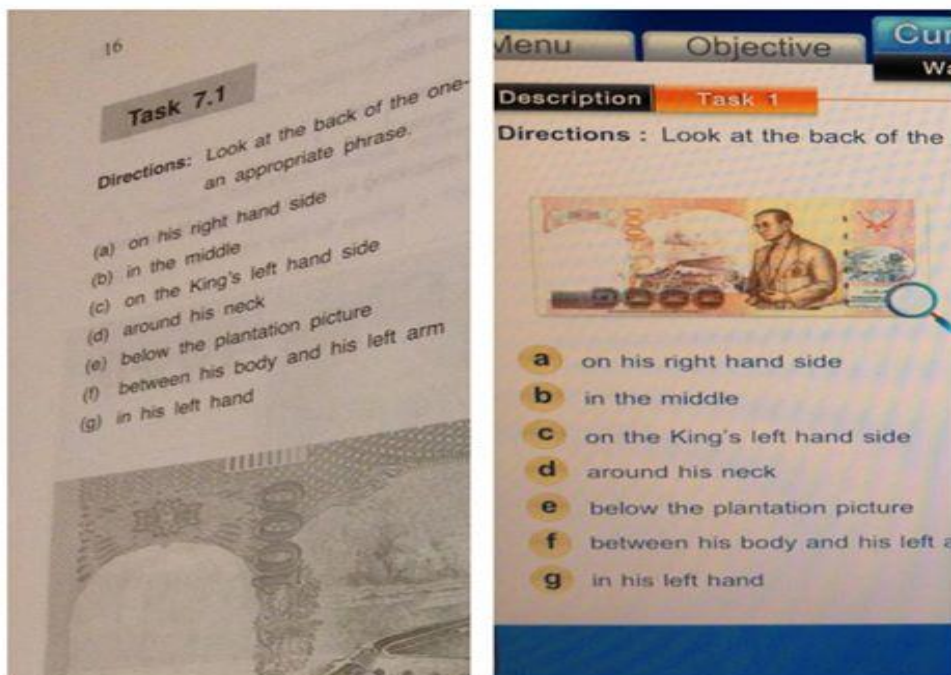 16
Task 7.1
Directions: Look at the back of the one-
an appropriate phrase.
(a) on his right hand side
(b) in the middle
(c) on the King's left hand side
(d) around his neck
(e) below the plantation picture
(f) between his body and his left arm
(g) in his left hand
Menu Objective Cur
Wa
Description Task 1
Directions : Look at the back of the
a on his right hand side
b in the middle
c on the King's left hand side
d around his neck
e below the plantation picture
f between his body and his left a
g in his left hand